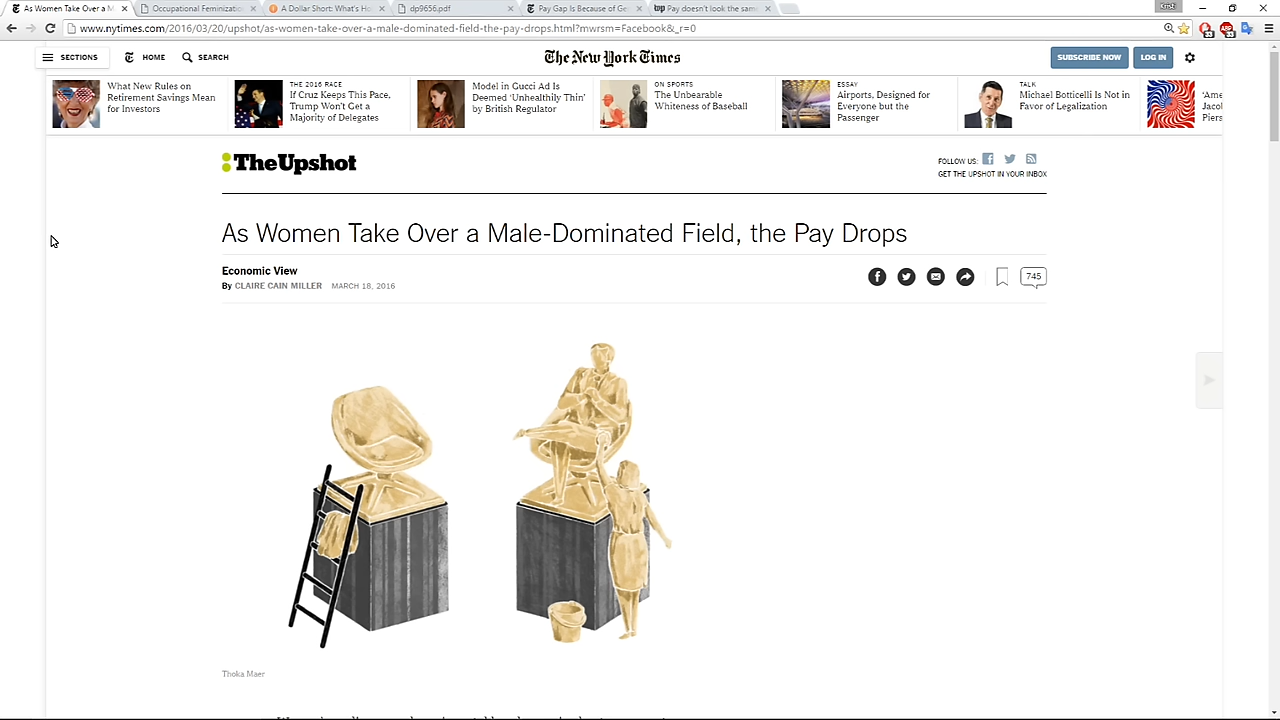 As Women Take Over a M
Occupational Feminizatio
A Dollar Short: What's Ho
dp9656.pdf
Pay Gap Is Because of Ge
Pay doesn't look the sam
www.nytimes.com/2016/03/20/upshot/as-women-take-over-a-male-dominated-field-the-pay-drops.html?mwrsm=Facebook&_r=0
SECTIONS
HOME
SEARCH
The New York Times
SUBSCRIBE NOW
LOG IN
What New Rules on
Retirement Savings Mean
for Investors
THE 2016 RACE
If Cruz Keeps This Pace,
Trump Won't Get a
Majority of Delegates
Model in Gucci Ad Is
Deemed 'Unhealthily Thin'
by British Regulator
ON SPORTS
The Unbearable
Whiteness of Baseball
ESSAY
Airports, Designed for
Everyone but the
Passenger
TALK
Michael Botticelli Is Not in
Favor of Legalization
'Ame
Jacol
Piers
TheUpshot
FOLLOW US:
GET THE UPSHOT IN YOUR INBOX
As Women Take Over a Male-Dominated Field, the Pay Drops
Economic View
By CLAIRE CAIN MILLER MARCH 18, 2016
745
Thoka Maer